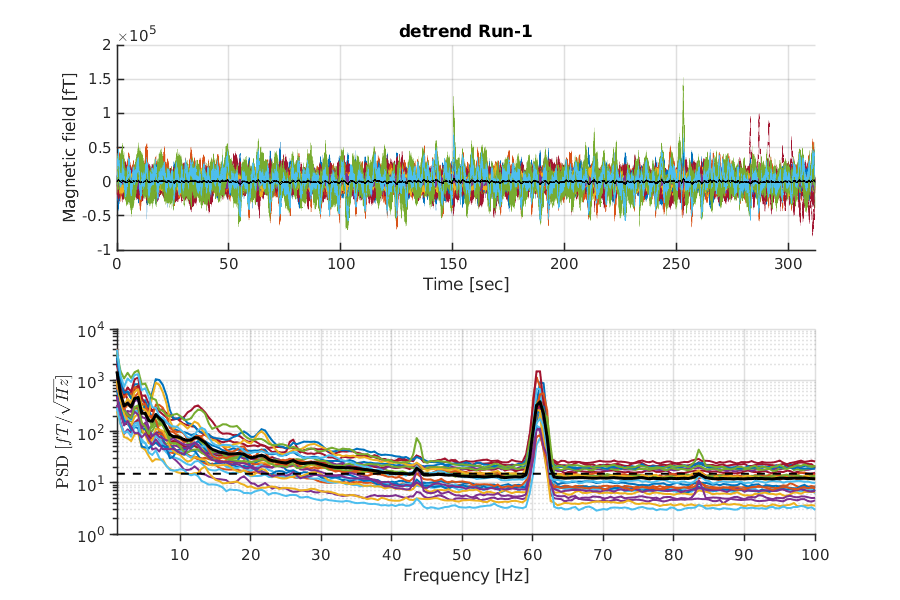 detrend Run-1
×10^5
2
1.5
1
0.5
0
-0.5
-1
Magnetic field [fT]
0 50 100 150 200 250 300
Time [sec]
10^4
10^3
10^2
10^1
10^0
PSD [fT/√Hz]
10 20 30 40 50 60 70 80 90 100
Frequency [Hz]